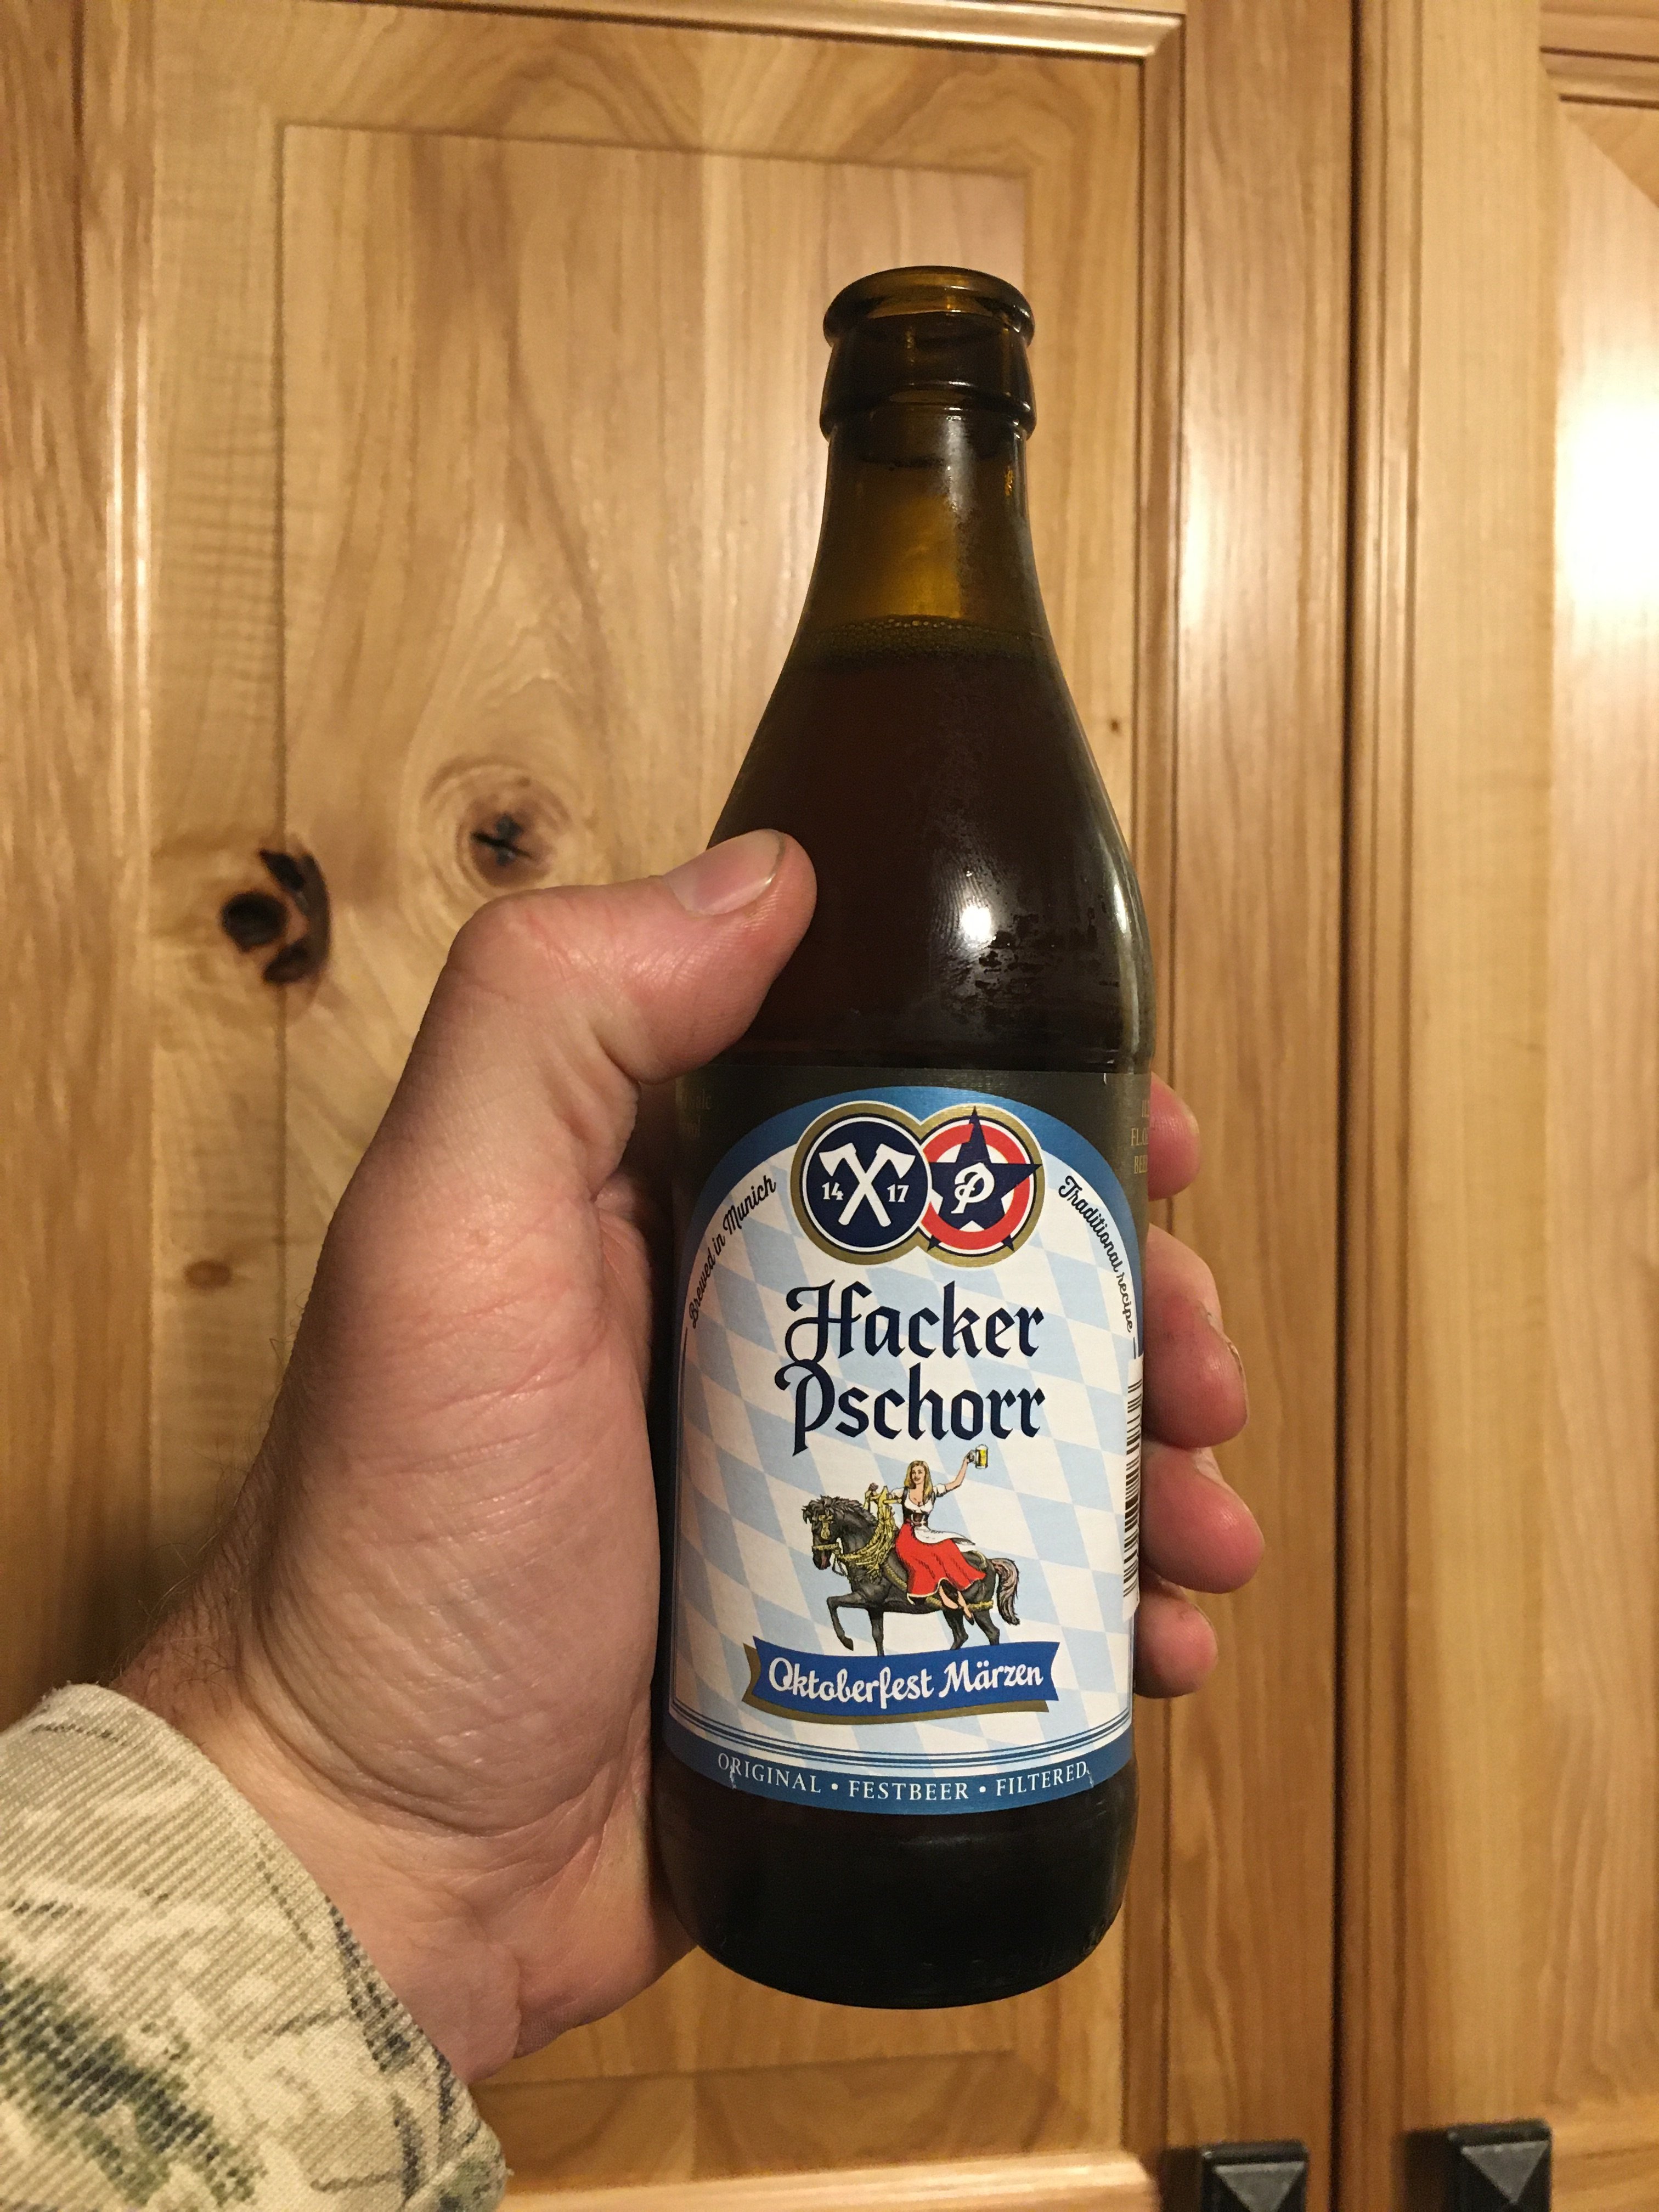 14 17
P
Brewed in Munich
Traditional recipe
Hacker
Pschorr
Oktoberfest Märzen
ORIGINAL • FESTBEER • FILTERED